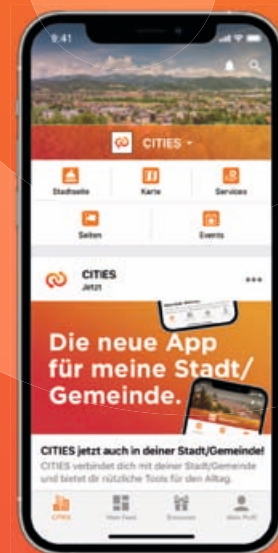 9:41
CITIES
Stadtseite
Karte
Services
Seiten
Events
CITIES
Jetzt
Die neue App
für meine Stadt/
Gemeinde.
CITIES jetzt auch in deiner Stadt/Gemeinde!
CITIES verbindet dich mit deiner Stadt/Gemeinde
und bietet dir nützliche Tools für den Alltag.
CITIES
Mein Feed
Mein Profil